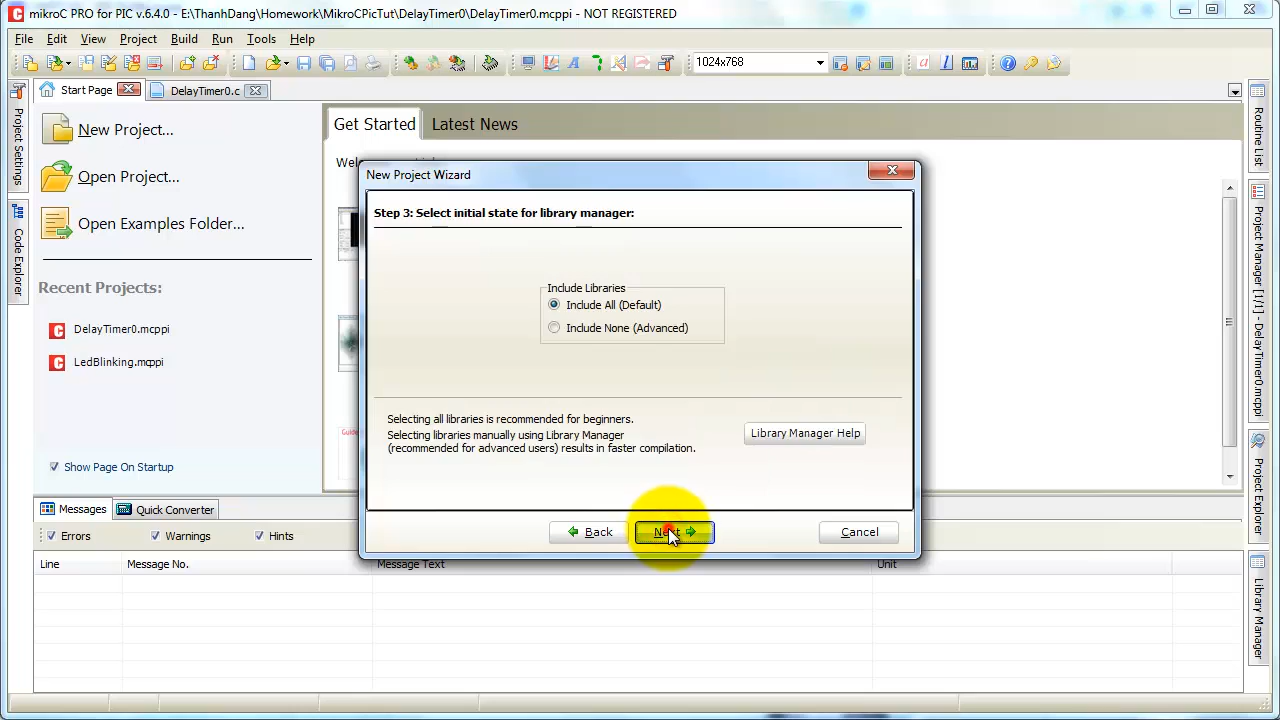 mikroC PRO for PIC v.6.4.0 - E:\ThanhDang\Homework\MikroCPicTut\DelayTimer0\DelayTimer0.mcppi - NOT REGISTERED
File Edit View Project Build Run Tools Help
1024x768
Start Page DelayTimer0.c
Project Settings
Code Explorer
New Project...
Open Project...
Open Examples Folder...
Recent Projects:
DelayTimer0.mcppi
LedBlinking.mcppi
Show Page On Startup
Get Started Latest News
New Project Wizard
Step 3: Select initial state for library manager:
Include Libraries
Include All (Default)
Include None (Advanced)
Selecting all libraries is recommended for beginners.
Selecting libraries manually using Library Manager
(recommended for advanced users) results in faster compilation.
Library Manager Help
Back
Cancel
Routine List
Project Manager [1/1] - DelayTimer0.mcppi
Project Explorer
Library Manager
Messages Quick Converter
Errors Warnings Hints
Line Message No. Message Text Unit